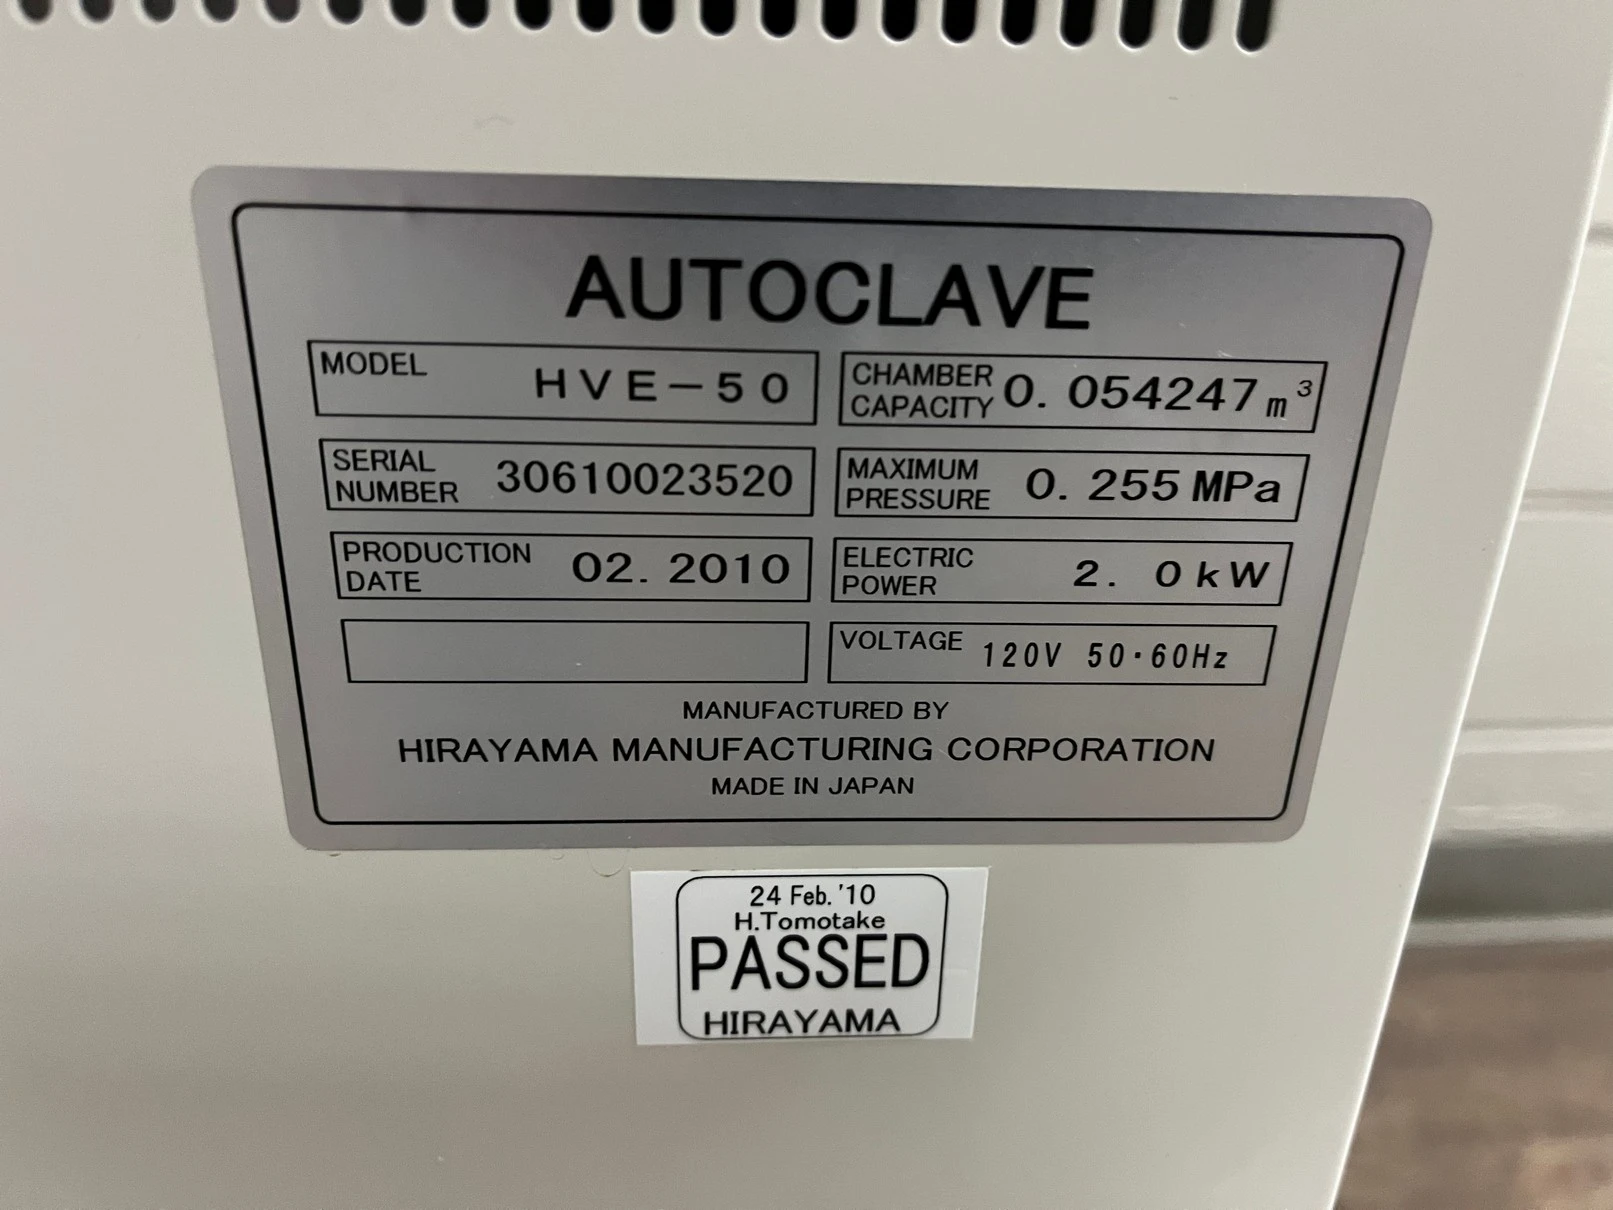 AUTOCLAVE
MODEL HVE-50
CHAMBER CAPACITY 0.054247 m³
SERIAL NUMBER 30610023520
MAXIMUM PRESSURE 0.255 MPa
PRODUCTION DATE 02.2010
ELECTRIC POWER 2.0kW
VOLTAGE 120V 50・60Hz
MANUFACTURED BY
HIRAYAMA MANUFACTURING CORPORATION
MADE IN JAPAN
24 Feb.'10
H.Tomotake
PASSED
HIRAYAMA